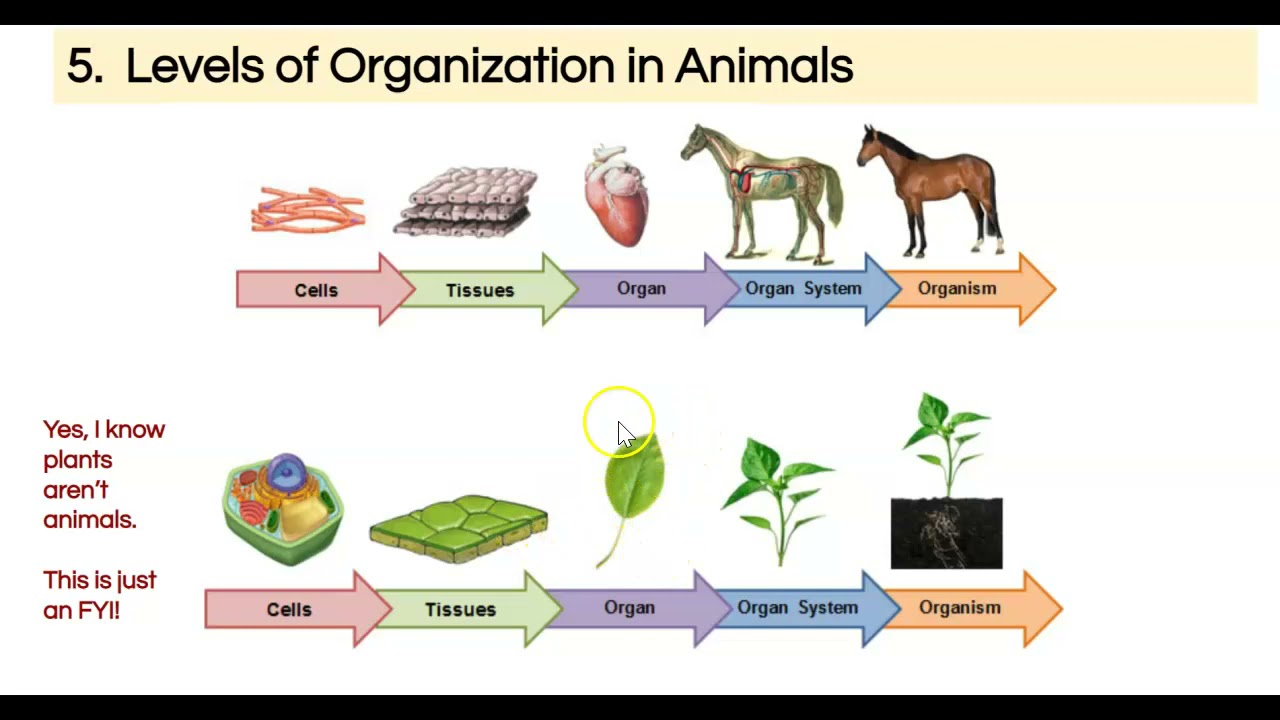 5. Levels of Organization in Animals
Cells
Tissues
Organ
Organ System
Organism
Yes, I know
plants
aren't
animals.
This is just
an FYI!
Cells
Tissues
Organ
Organ System
Organism